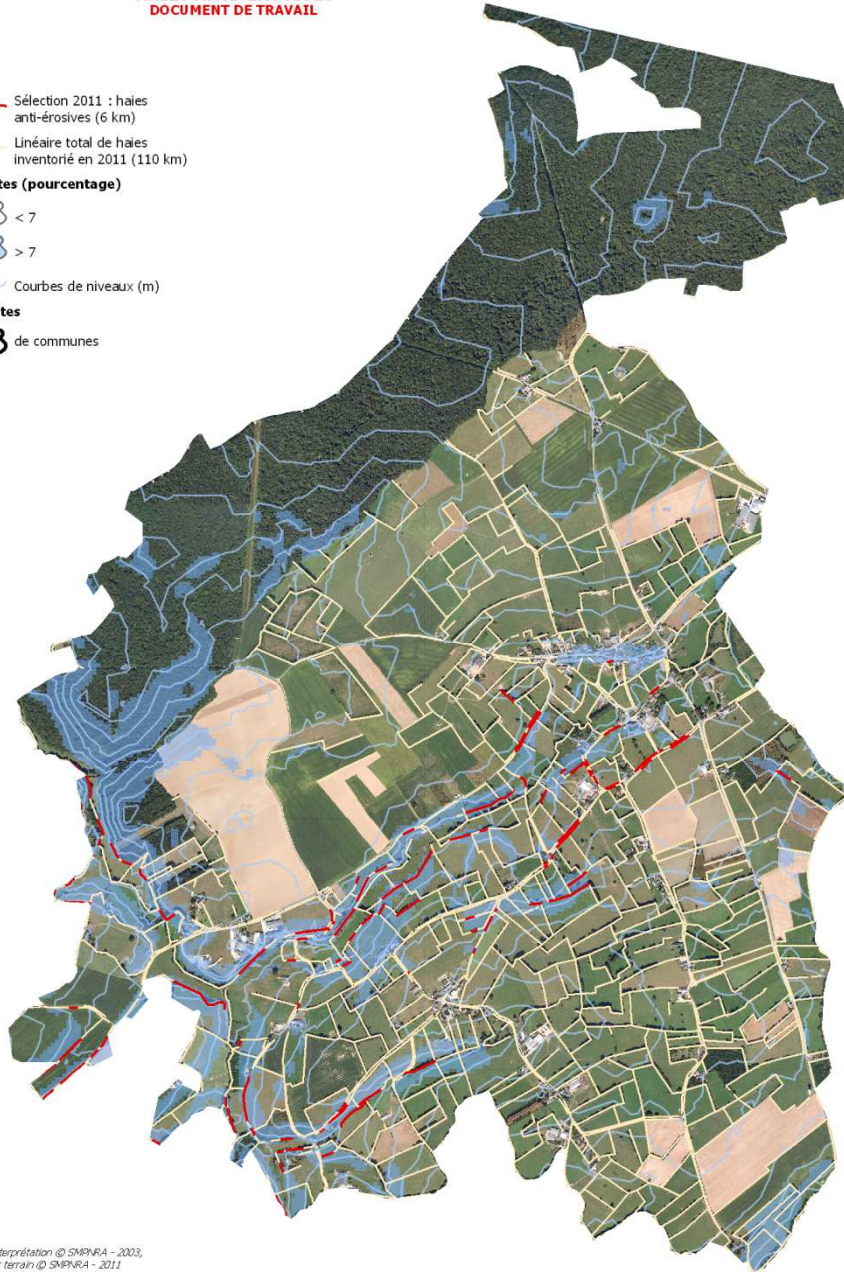 DOCUMENT DE TRAVAIL
Sélection 2011 : haies
anti-érosives (6 km)
Linéaire total de haies
inventorié en 2011 (110 km)
tes (pourcentage)
< 7
> 7
Courbes de niveaux (m)
tes
de communes
terprétation © SMPNRA - 2003,
terrain © SMPNRA - 2011